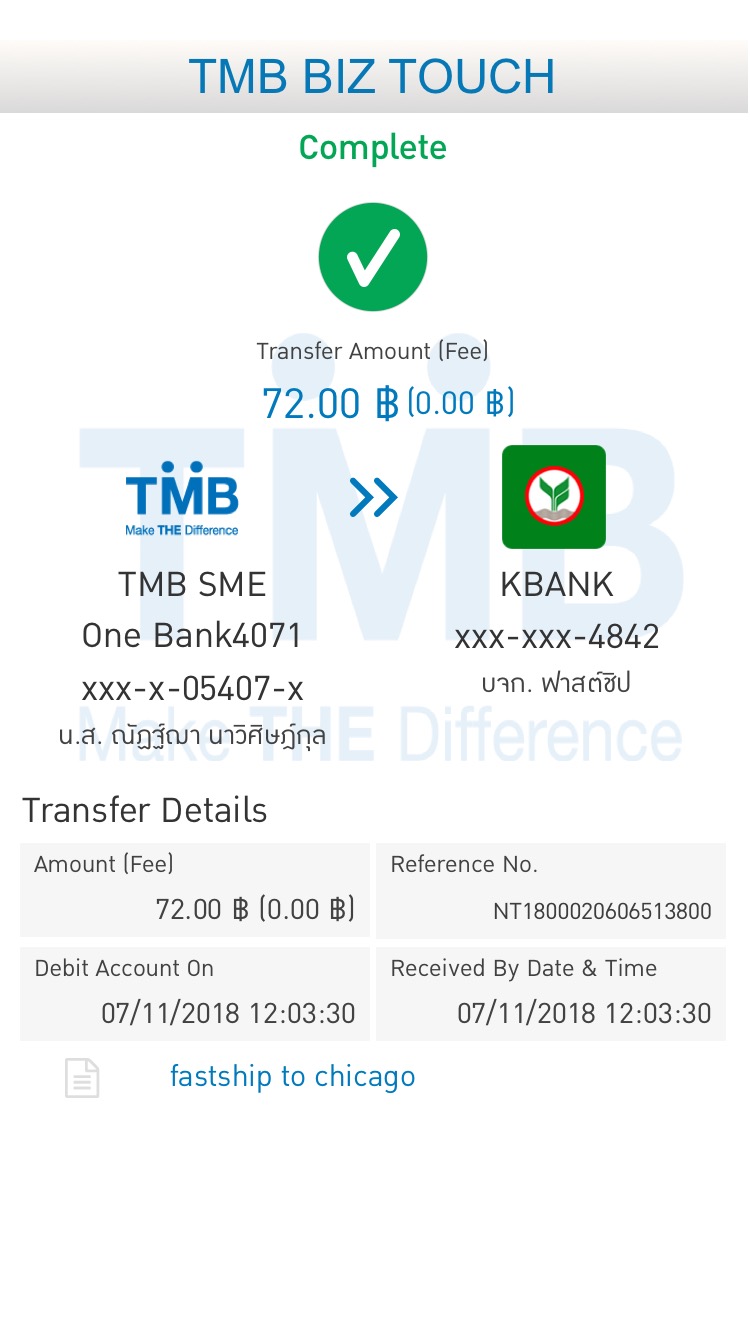 TMB BIZ TOUCH
Complete
Transfer Amount (Fee)
72.00 ฿ (0.00 ฿)
TMB
Make THE Difference
TMB SME
One Bank4071
xxx-x-05407-x
น.ส. ณัฏฐ์ฌา นาวิศิษฎ์กุล
KBANK
xxx-xxx-4842
บจก. ฟาสต์ชิป
TMB
Make THE Difference
Transfer Details
Amount (Fee)
72.00 ฿ (0.00 ฿)
Reference No.
NT1800020606513800
Debit Account On
07/11/2018 12:03:30
Received By Date & Time
07/11/2018 12:03:30
fastship to chicago